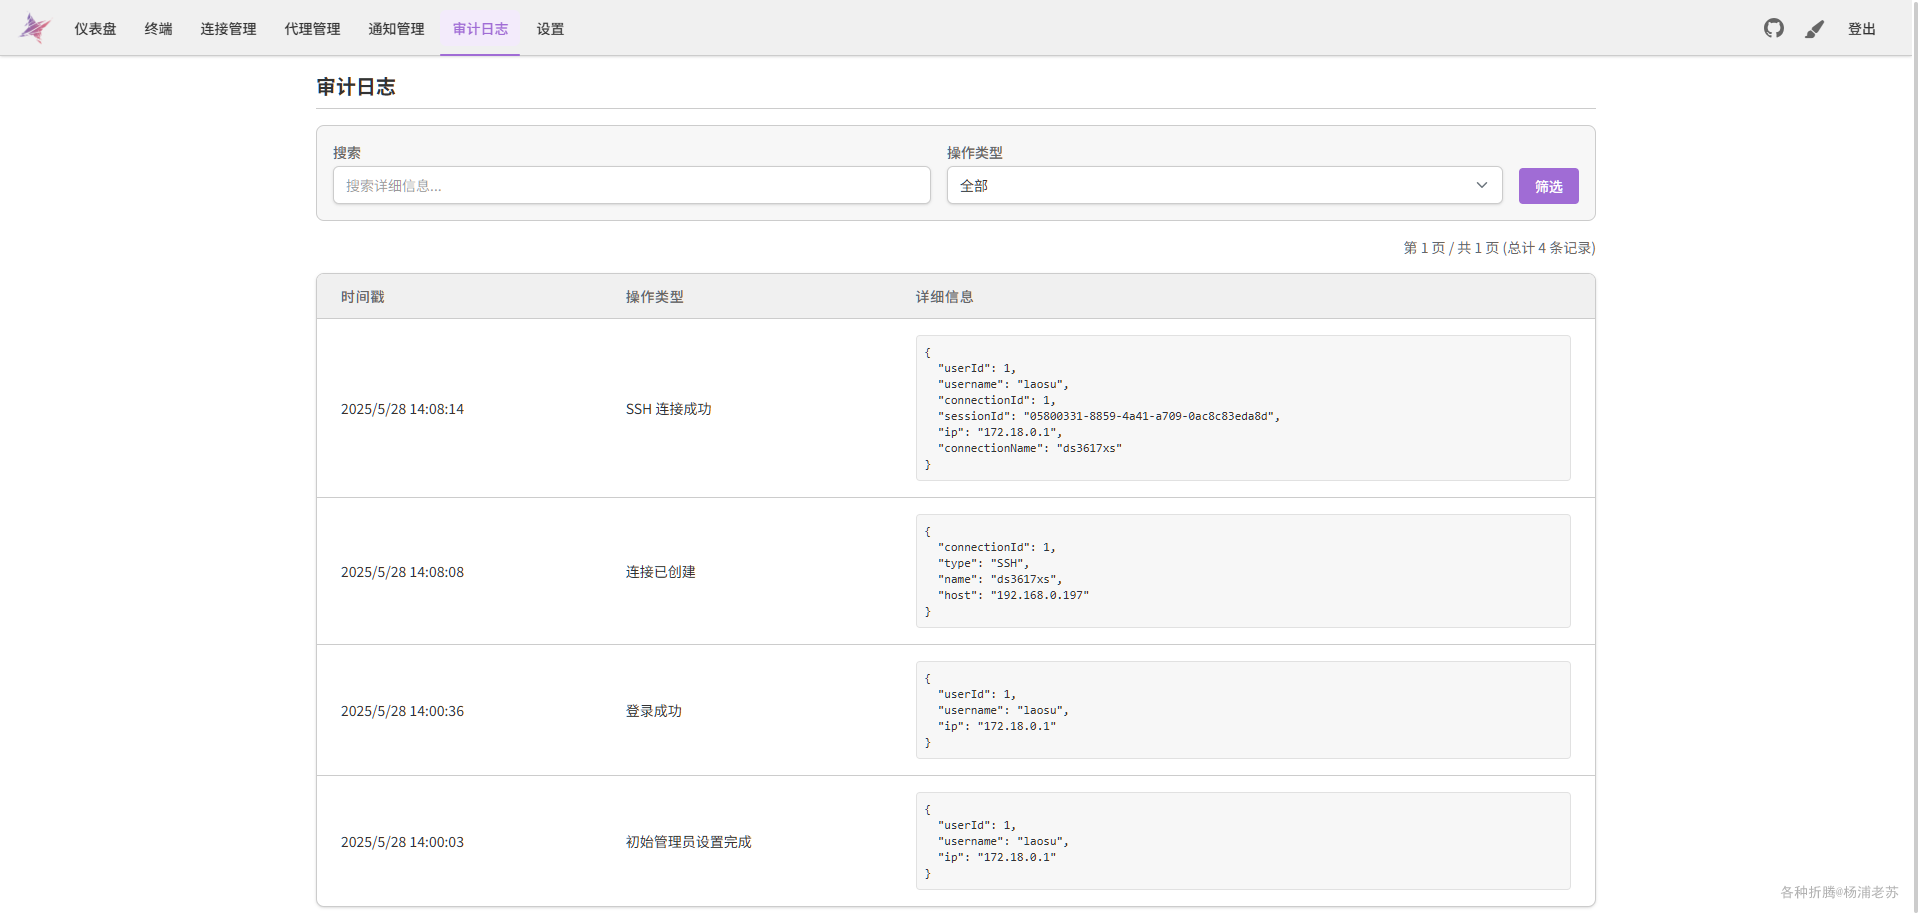 仪表盘 终端 连接管理 代理管理 通知管理 审计日志 设置 登出
审计日志
搜索 操作类型
搜索详细信息... 全部 筛选
第 1 页 / 共 1 页 (总计 4 条记录)
时间戳 操作类型 详细信息
2025/5/28 14:08:14 SSH 连接成功
{
  "userId": 1,
  "username": "laosu",
  "connectionId": 1,
  "sessionId": "05800331-8859-4a41-a709-0ac8c83eda8d",
  "ip": "172.18.0.1",
  "connectionName": "ds3617xs"
}
2025/5/28 14:08:08 连接已创建
{
  "connectionId": 1,
  "type": "SSH",
  "name": "ds3617xs",
  "host": "192.168.0.197"
}
2025/5/28 14:00:36 登录成功
{
  "userId": 1,
  "username": "laosu",
  "ip": "172.18.0.1"
}
2025/5/28 14:00:03 初始管理员设置完成
{
  "userId": 1,
  "username": "laosu",
  "ip": "172.18.0.1"
}
各种折腾@杨浦老苏